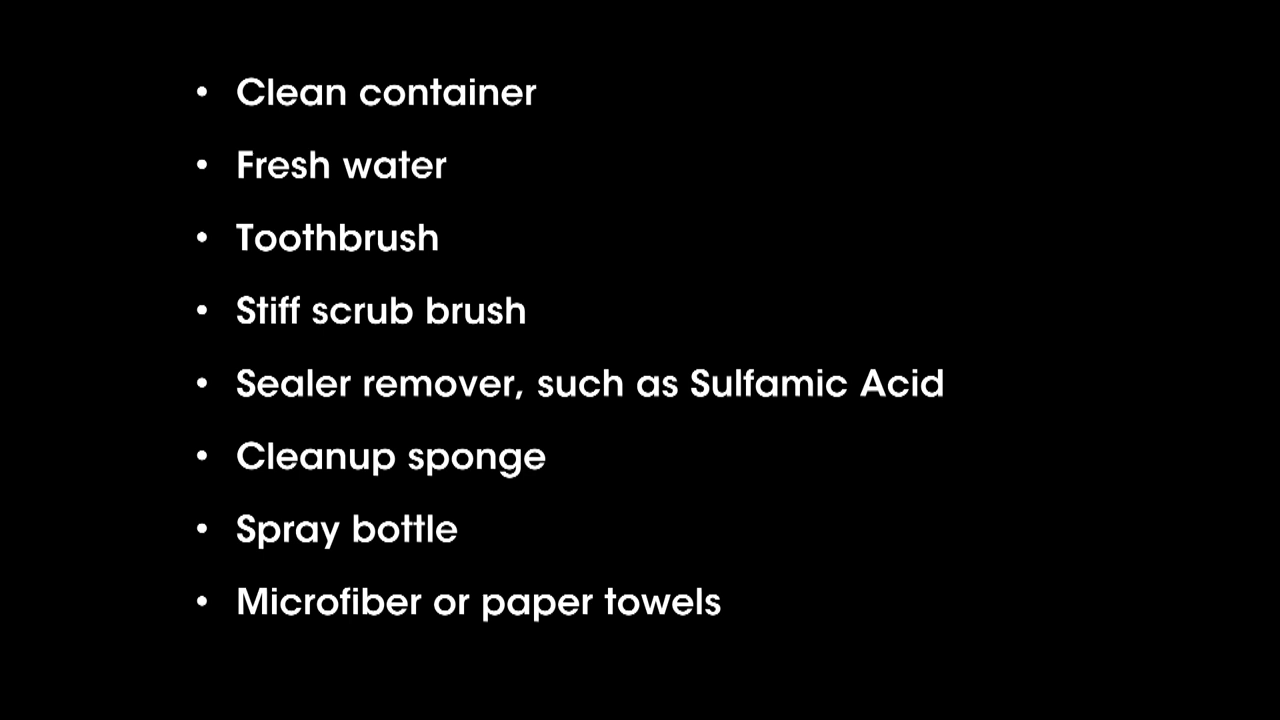 • Clean container
• Fresh water
• Toothbrush
• Stiff scrub brush
• Sealer remover, such as Sulfamic Acid
• Cleanup sponge
• Spray bottle
• Microfiber or paper towels